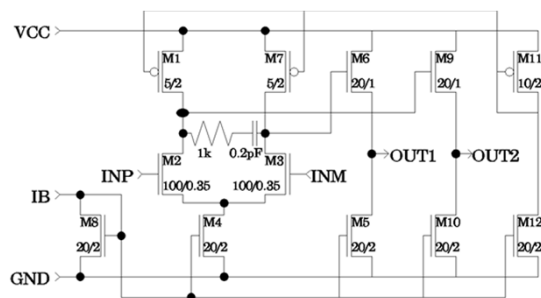 VCC
M1
5/2
M7
5/2
M6
20/1
M9
20/1
M11
10/2
1k
0.2pF
M2
100/0.35
M3
100/0.35
INP
INM
OUT1
OUT2
IB
M8
20/2
M4
20/2
M5
20/2
M10
20/2
M12
20/2
GND